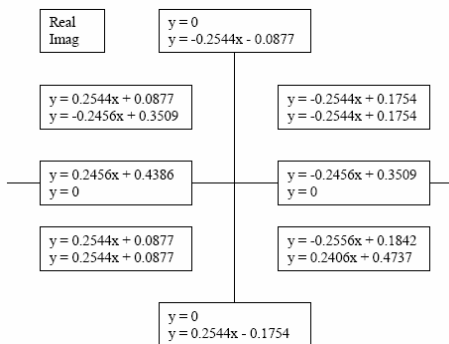 Real
Imag
y = 0
y = -0.2544x - 0.0877
y = 0.2544x + 0.0877
y = -0.2456x + 0.3509
y = -0.2544x + 0.1754
y = -0.2544x + 0.1754
y = 0.2456x + 0.4386
y = 0
y = -0.2456x + 0.3509
y = 0
y = 0.2544x + 0.0877
y = 0.2544x + 0.0877
y = -0.2556x + 0.1842
y = 0.2406x + 0.4737
y = 0
y = 0.2544x - 0.1754